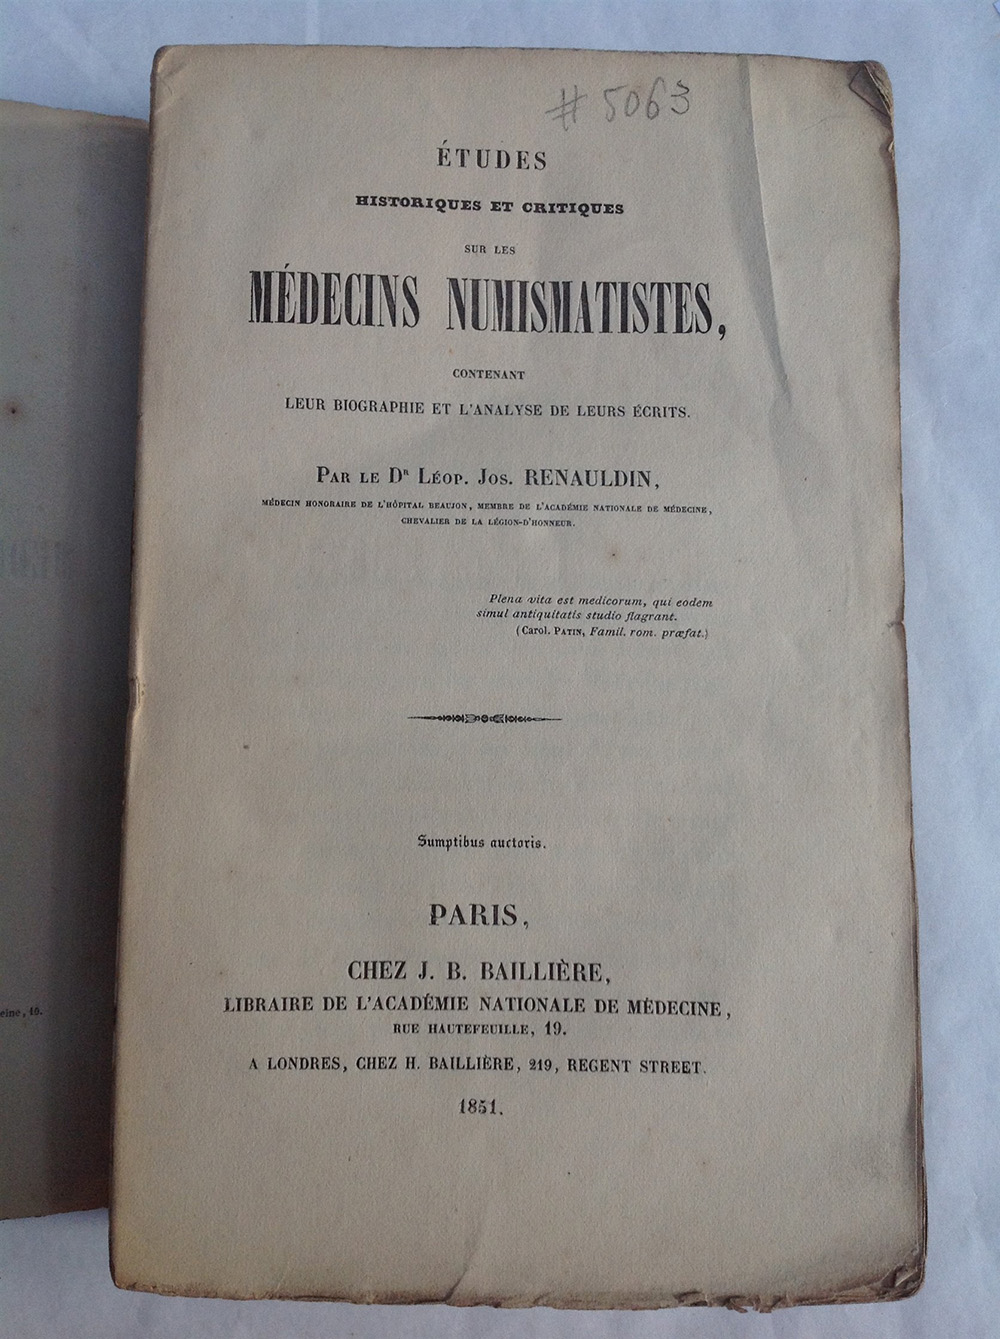 # 5063
ÉTUDES
HISTORIQUES ET CRITIQUES
SUR LES
MÉDECINS NUMISMATISTES,
CONTENANT
LEUR BIOGRAPHIE ET L'ANALYSE DE LEURS ÉCRITS.
PAR LE DR LÉOP. JOS. RENAULDIN,
MÉDECIN HONORAIRE DE L'HÔPITAL BEAUJON, MEMBRE DE L'ACADÉMIE NATIONALE DE MÉDECINE,
CHEVALIER DE LA LÉGION-D'HONNEUR.
Plena vita est medicorum, qui eodem
simul antiquitatis studio flagrant.
(Carol. PATIN, Famil. rom. præfat.)
Sumptibus auctoris.
PARIS,
CHEZ J. B. BAILLIÈRE,
LIBRAIRE DE L'ACADÉMIE NATIONALE DE MÉDECINE,
RUE HAUTEFEUILLE, 19.
A LONDRES, CHEZ H. BAILLIÈRE, 219, REGENT STREET.
1851.